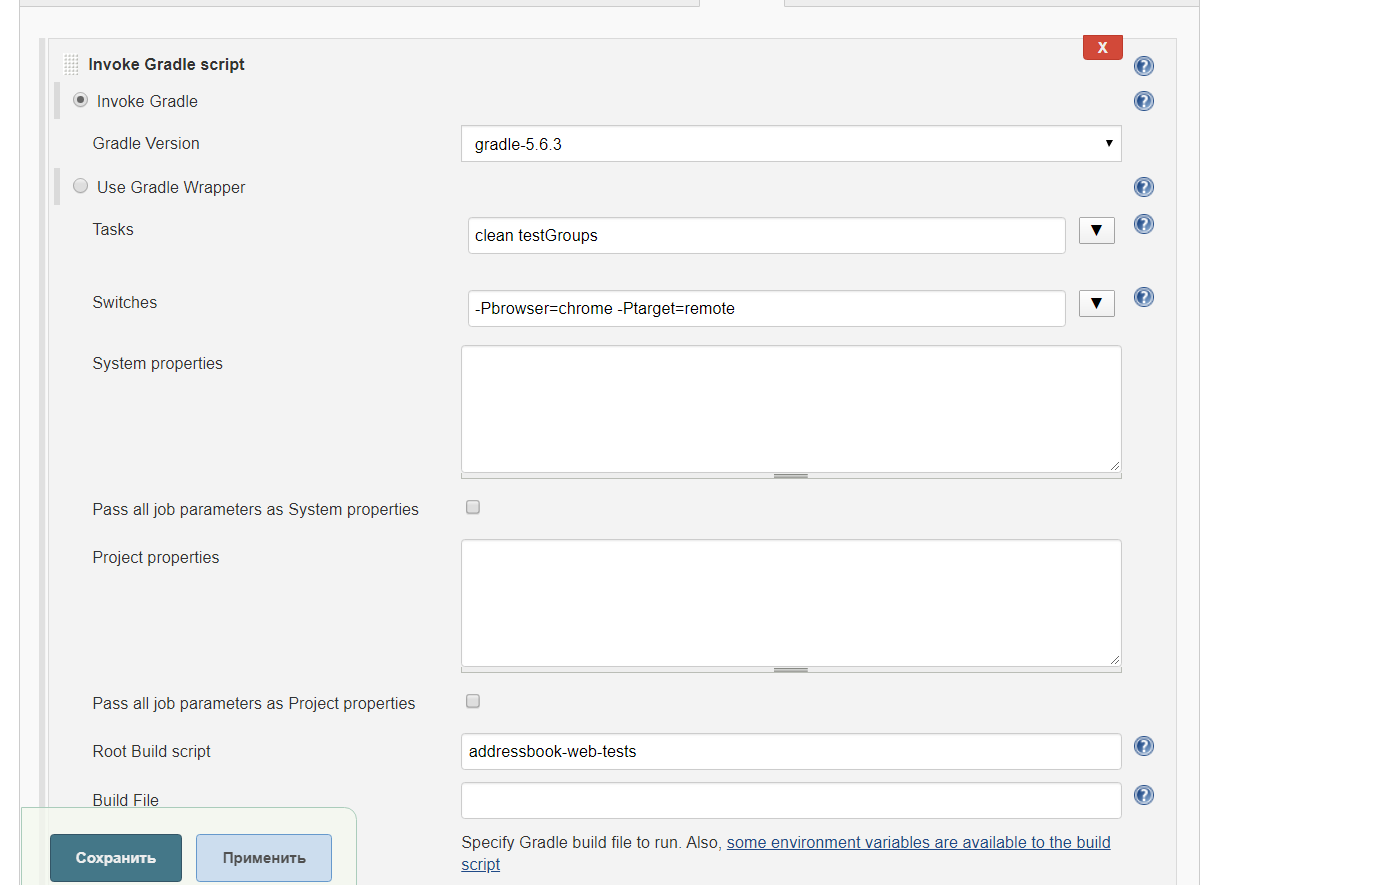 X
Invoke Gradle script
Invoke Gradle
Gradle Version
gradle-5.6.3
Use Gradle Wrapper
Tasks
clean testGroups
Switches
-Pbrowser=chrome -Ptarget=remote
System properties
Pass all job parameters as System properties
Project properties
Pass all job parameters as Project properties
Root Build script
addressbook-web-tests
Build File
Specify Gradle build file to run. Also, some environment variables are available to the build
script
Сохранить
Применить